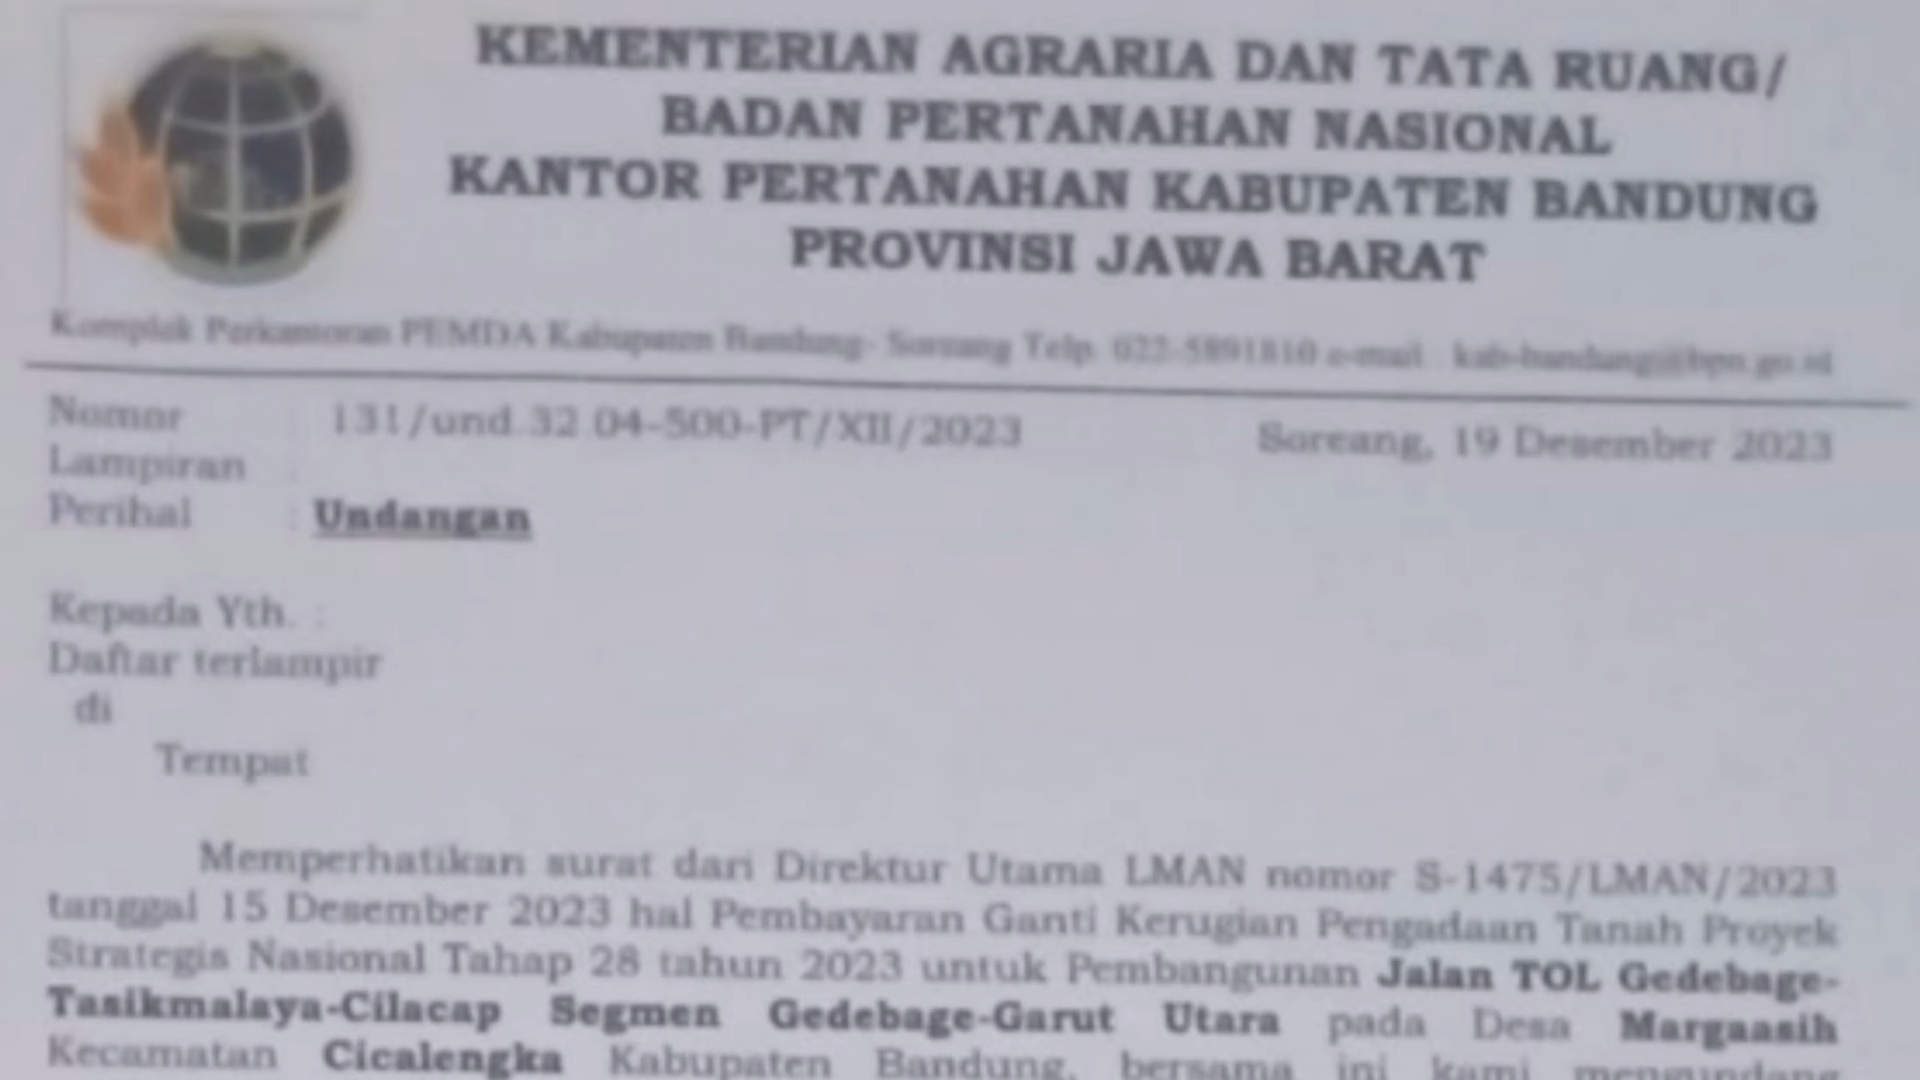 KEMENTERIAN AGRARIA DAN TATA RUANG/
BADAN PERTANAHAN NASIONAL
KANTOR PERTANAHAN KABUPATEN BANDUNG
PROVINSI JAWA BARAT
Komplek Perkantoran PEMDA Kabupaten Bandung- Soreang Telp. 022-5891810 e-mail : kab-bandung@bpn.go.id
Nomor : 131/und.32.04-500-PT/XII/2023 Soreang, 19 Desember 2023
Lampiran :
Perihal : Undangan
Kepada Yth. :
Daftar terlampir
di
Tempat
Memperhatikan surat dari Direktur Utama LMAN nomor S-1475/LMAN/2023
tanggal 15 Desember 2023 hal Pembayaran Ganti Kerugian Pengadaan Tanah Proyek
Strategis Nasional Tahap 28 tahun 2023 untuk Pembangunan Jalan TOL Gedebage-
Tasikmalaya-Cilacap Segmen Gedebage-Garut Utara pada Desa Margaasih
Kecamatan Cicalengka Kabupaten Bandung, bersama ini kami mengundang